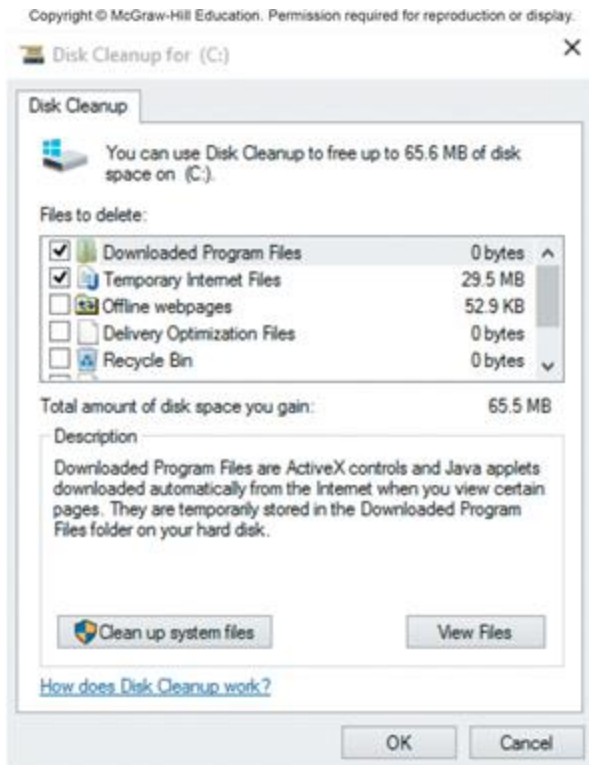 Copyright © McGraw-Hill Education. Permission required for reproduction or display.
Disk Cleanup for (C:)
Disk Cleanup
You can use Disk Cleanup to free up to 65.6 MB of disk
space on (C:).
Files to delete:
Downloaded Program Files 0 bytes
Temporary Internet Files 29.5 MB
Offline webpages 52.9 KB
Delivery Optimization Files 0 bytes
Recycle Bin 0 bytes
Total amount of disk space you gain: 65.5 MB
Description
Downloaded Program Files are ActiveX controls and Java applets
downloaded automatically from the Internet when you view certain
pages. They are temporarily stored in the Downloaded Program
Files folder on your hard disk.
Clean up system files View Files
How does Disk Cleanup work?
OK Cancel